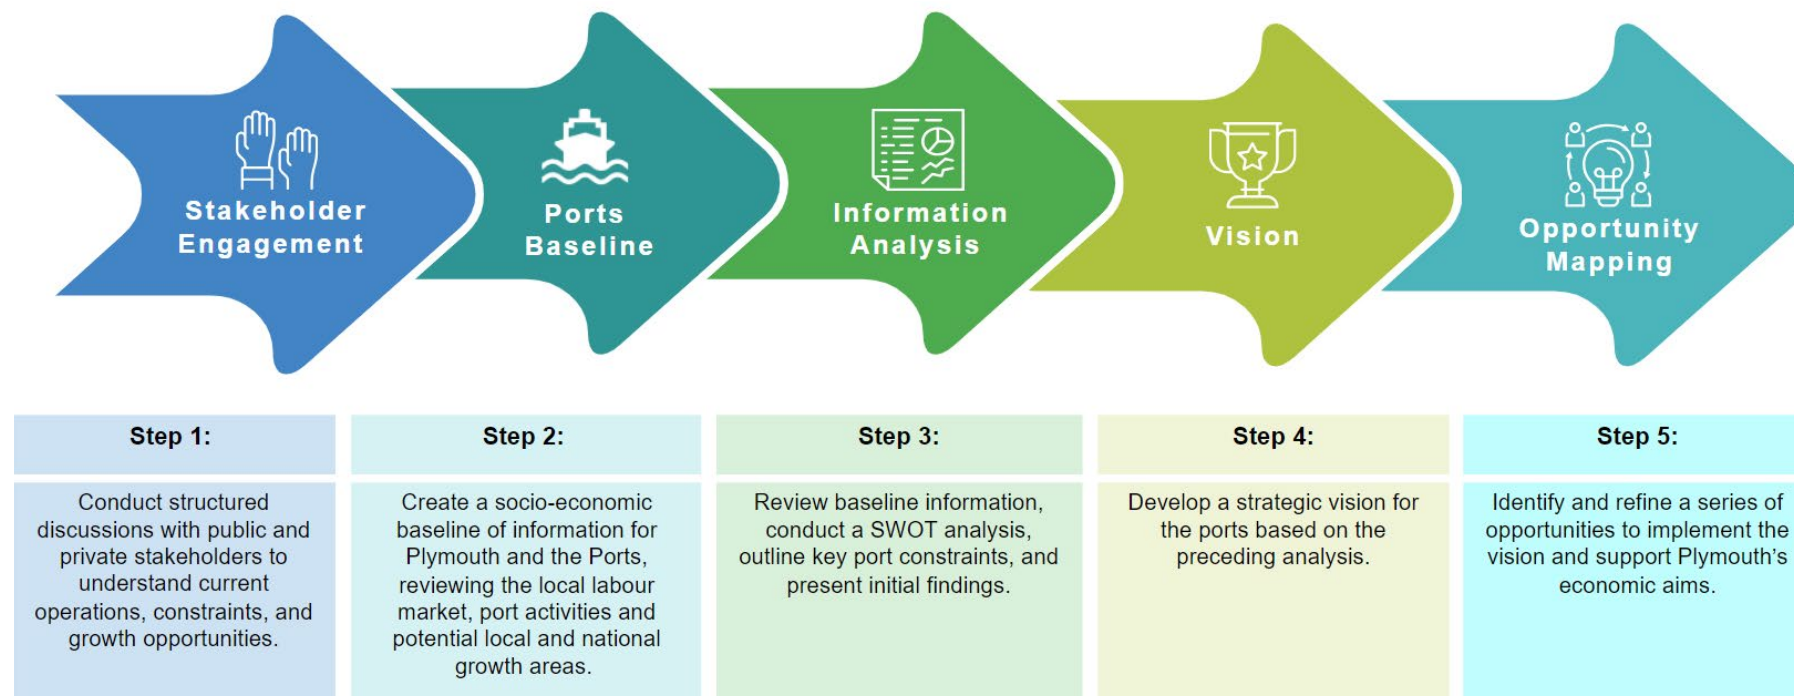 Stakeholder
Engagement
Ports
Baseline
Information
Analysis
Vision
Opportunity
Mapping
Step 1:
Conduct structured
discussions with public and
private stakeholders to
understand current
operations, constraints, and
growth opportunities.
Step 2:
Create a socio-economic
baseline of information for
Plymouth and the Ports,
reviewing the local labour
market, port activities and
potential local and national
growth areas.
Step 3:
Review baseline information,
conduct a SWOT analysis,
outline key port constraints, and
present initial findings.
Step 4:
Develop a strategic vision for
the ports based on the
preceding analysis.
Step 5:
Identify and refine a series of
opportunities to implement the
vision and support Plymouth’s
economic aims.